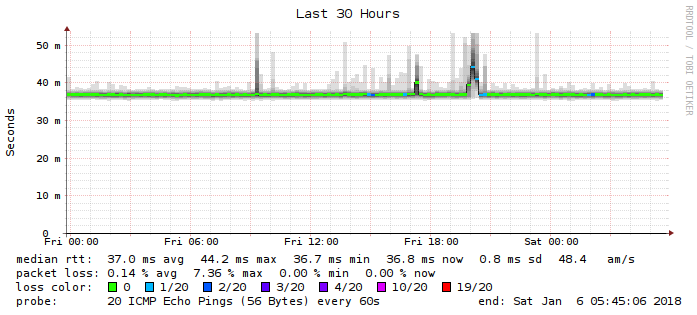 Last 30 Hours
RRDTOOL / TOBI OETIKER
Seconds
50 m
40 m
30 m
20 m
10 m
0
Fri 00:00 Fri 06:00 Fri 12:00 Fri 18:00 Sat 00:00
median rtt: 37.0 ms avg 44.2 ms max 36.7 ms min 36.8 ms now 0.8 ms sd 48.4 am/s
packet loss: 0.14 % avg 7.36 % max 0.00 % min 0.00 % now
loss color: 0 1/20 2/20 3/20 4/20 10/20 19/20
probe: 20 ICMP Echo Pings (56 Bytes) every 60s end: Sat Jan 6 05:45:06 2018